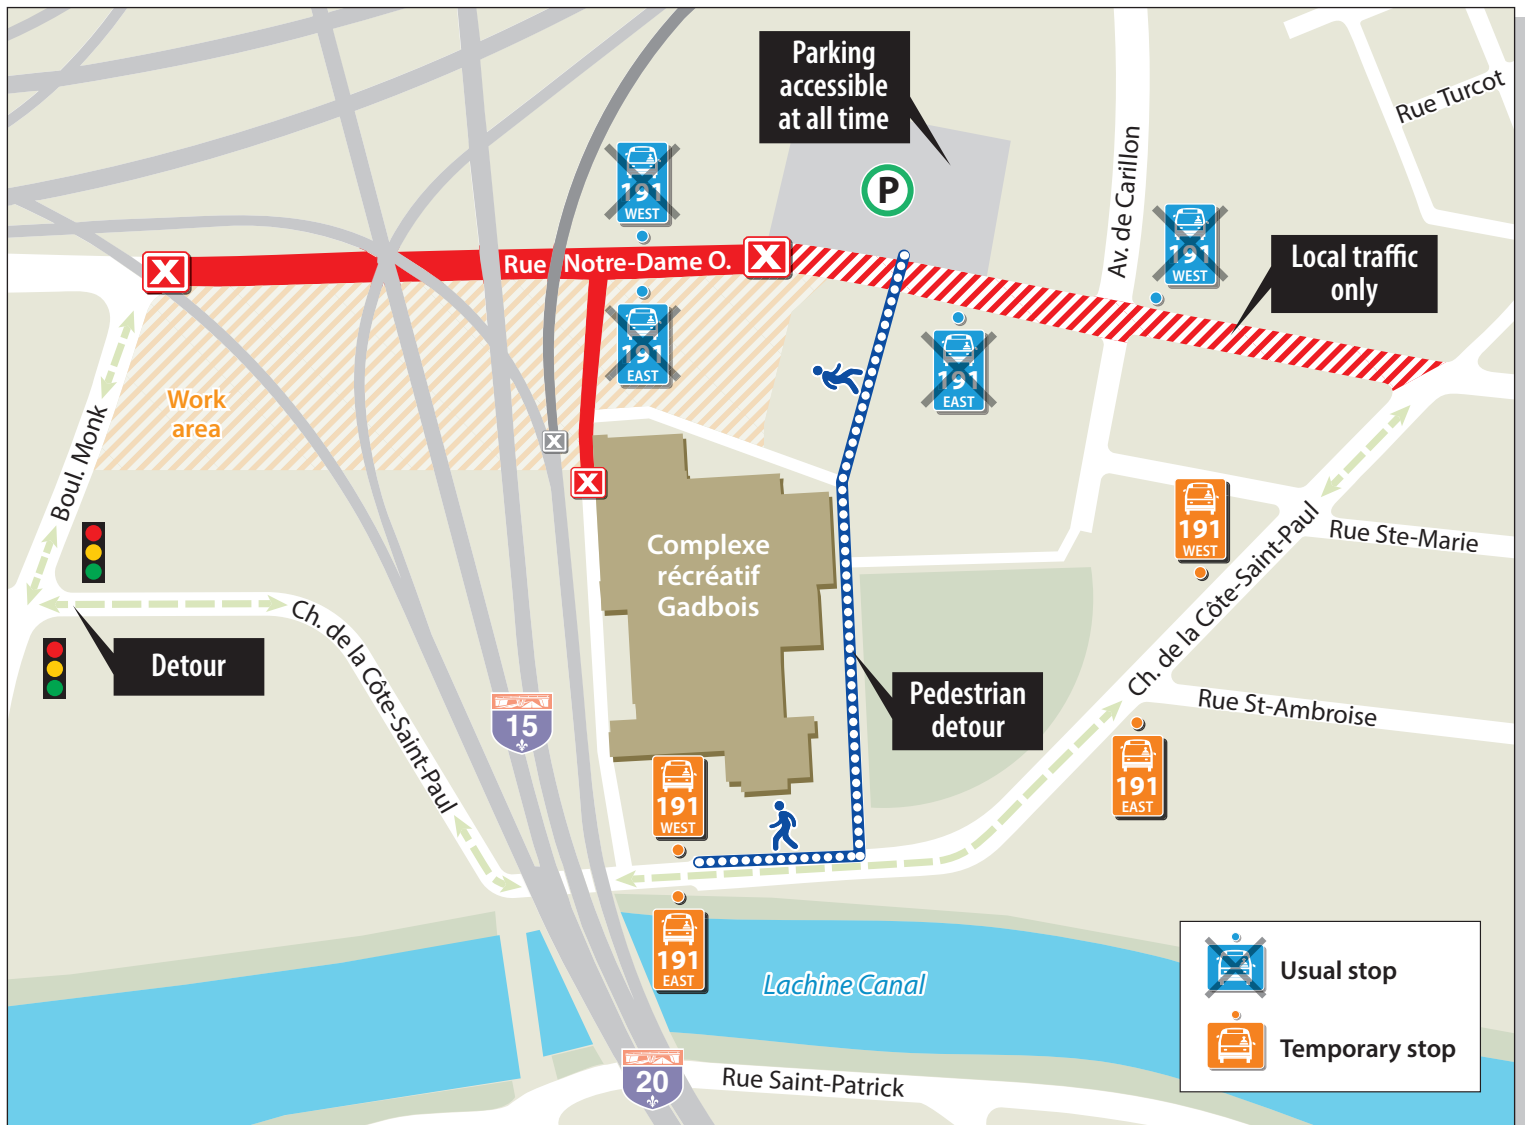 Parking
accessible
at all time
P
Rue Turcot
Av. de Carillon
191
WEST
191
WEST
Local traffic
only
X
Rue Notre-Dame O.
X
191
EAST
191
EAST
Work
area
Boul. Monk
X
X
191
WEST
Rue Ste-Marie
Complexe
récréatif
Gadbois
Ch. de la Côte-Saint-Paul
Ch. de la Côte-Saint-Paul
Detour
Pedestrian
detour
Rue St-Ambroise
15
191
WEST
191
EAST
191
EAST
Lachine Canal
Usual stop
Temporary stop
20
Rue Saint-Patrick